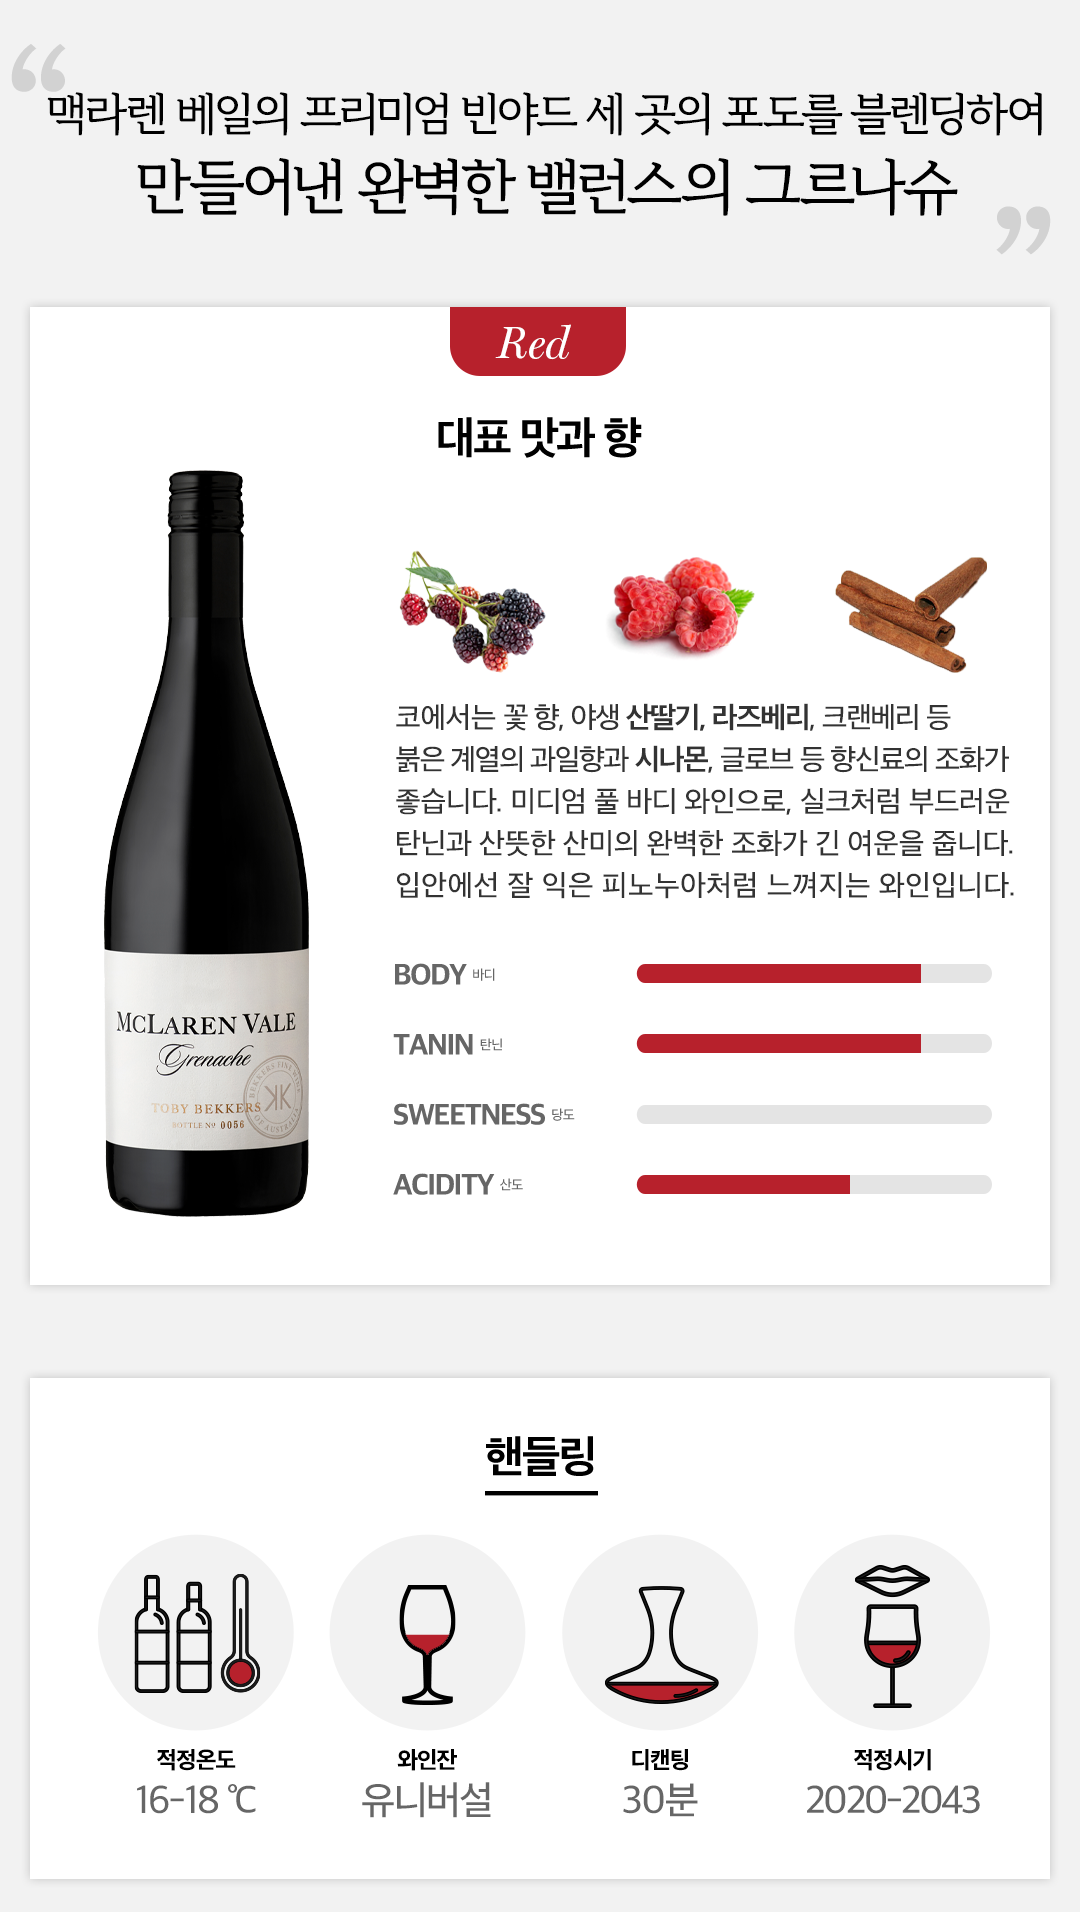 “
맥라렌 베일의 프리미엄 빈야드 세 곳의 포도를 블렌딩하여
만들어낸 완벽한 밸런스의 그르나슈
”
Red
대표 맛과 향
코에서는 꽃 향, 야생 산딸기, 라즈베리, 크랜베리 등
붉은 계열의 과일향과 시나몬, 글로브 등 향신료의 조화가
좋습니다. 미디엄 풀 바디 와인으로, 실크처럼 부드러운
탄닌과 산뜻한 산미의 완벽한 조화가 긴 여운을 줍니다.
입안에선 잘 익은 피노누아처럼 느껴지는 와인입니다.
MCLAREN VALE
Grenache
TOBY BEKKERS
BOTTLE Nº 0056
BEKKERS FINE WINE
OF AUSTRALIA
BODY 바디
TANIN 탄닌
SWEETNESS 당도
ACIDITY 산도
핸들링
적정온도
16-18 ℃
와인잔
유니버설
디캔팅
30분
적정시기
2020-2043